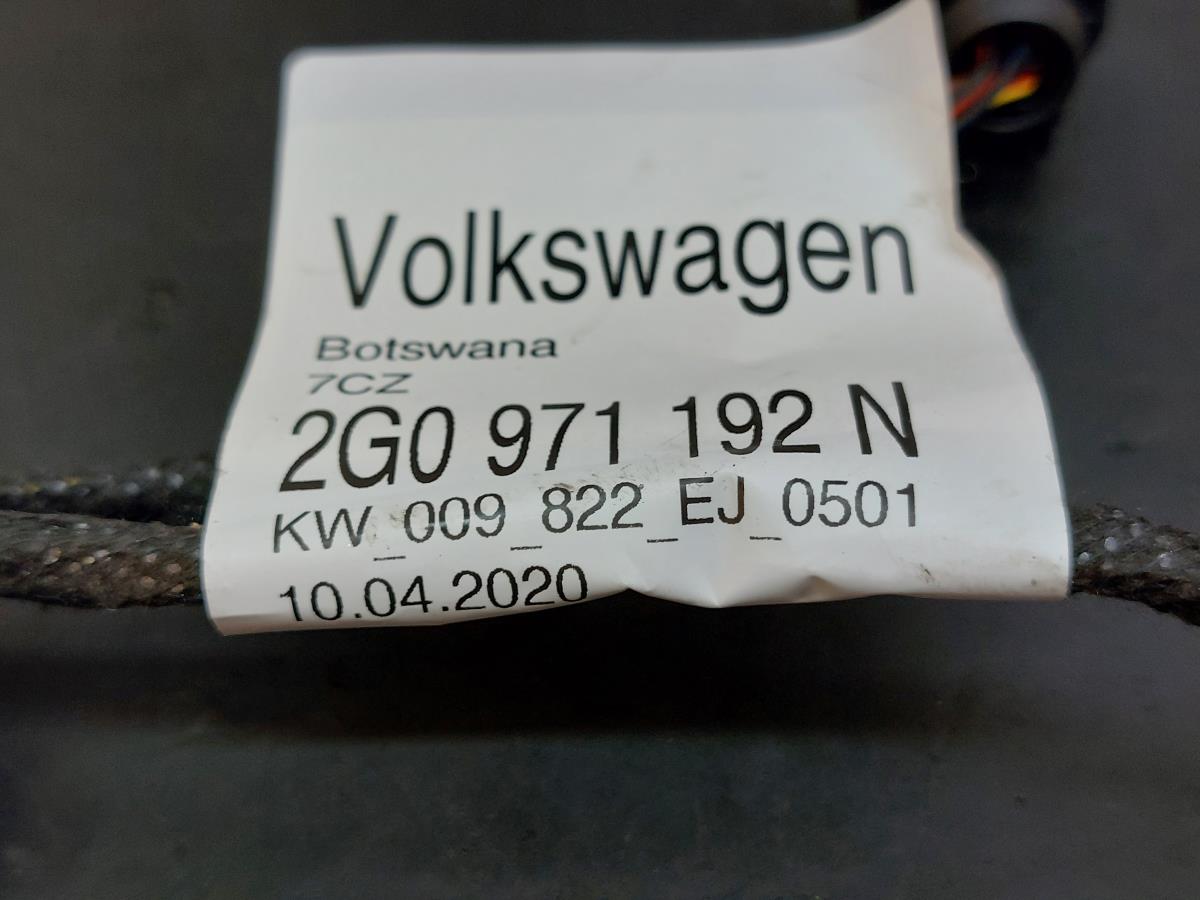 Volkswagen
Botswana
7CZ
2G0 971 192 N
KW_009_822_EJ_0501
10.04.2020